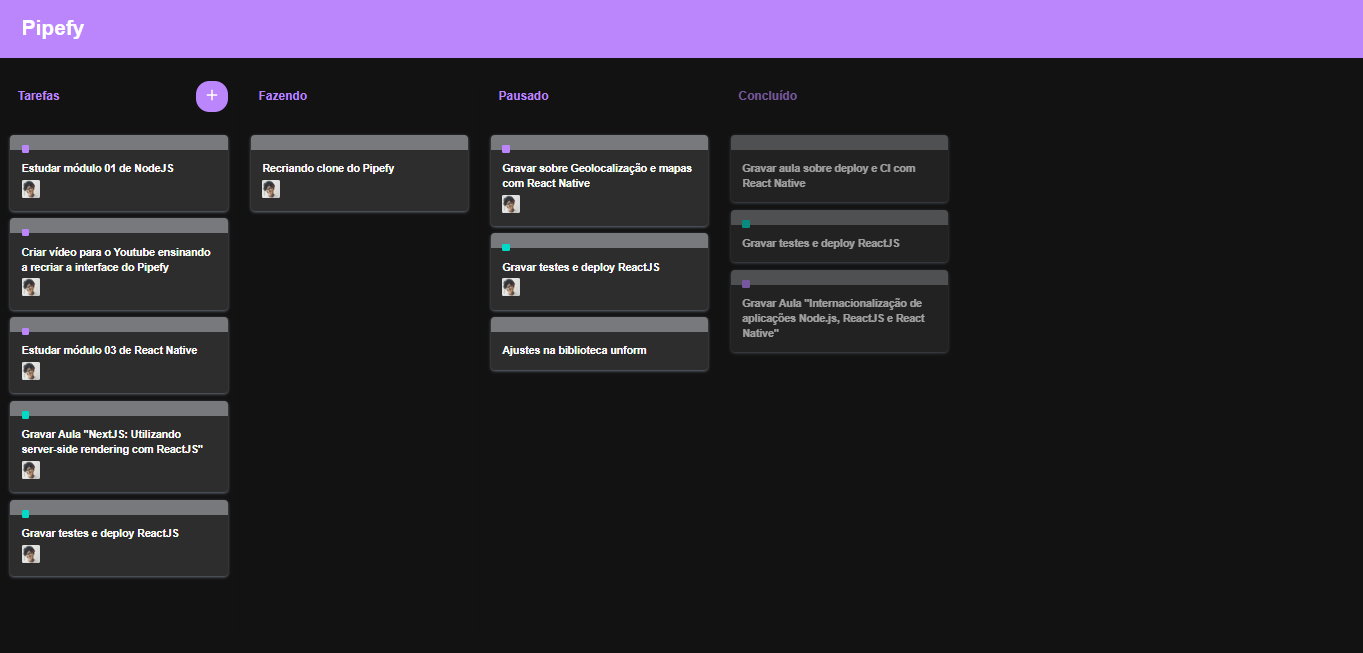 Pipefy
Tarefas
+
Estudar módulo 01 de NodeJS
Criar vídeo para o Youtube ensinando
a recriar a interface do Pipefy
Estudar módulo 03 de React Native
Gravar Aula "NextJS: Utilizando
server-side rendering com ReactJS"
Gravar testes e deploy ReactJS
Fazendo
Recriando clone do Pipefy
Pausado
Gravar sobre Geolocalização e mapas
com React Native
Gravar testes e deploy ReactJS
Ajustes na biblioteca unform
Concluído
Gravar aula sobre deploy e CI com
React Native
Gravar testes e deploy ReactJS
Gravar Aula "Internacionalização de
aplicações Node.js, ReactJS e React
Native"